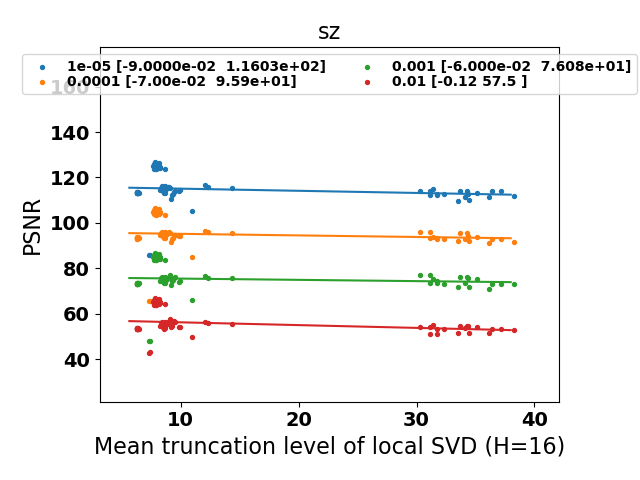 sz
1e-05 [-9.0000e-02  1.1603e+02]
0.0001 [-7.00e-02  9.59e+01]
0.001 [-6.000e-02  7.608e+01]
0.01 [-0.12 57.5 ]
160
140
120
100
80
60
40
PSNR
10 20 30 40
Mean truncation level of local SVD (H=16)